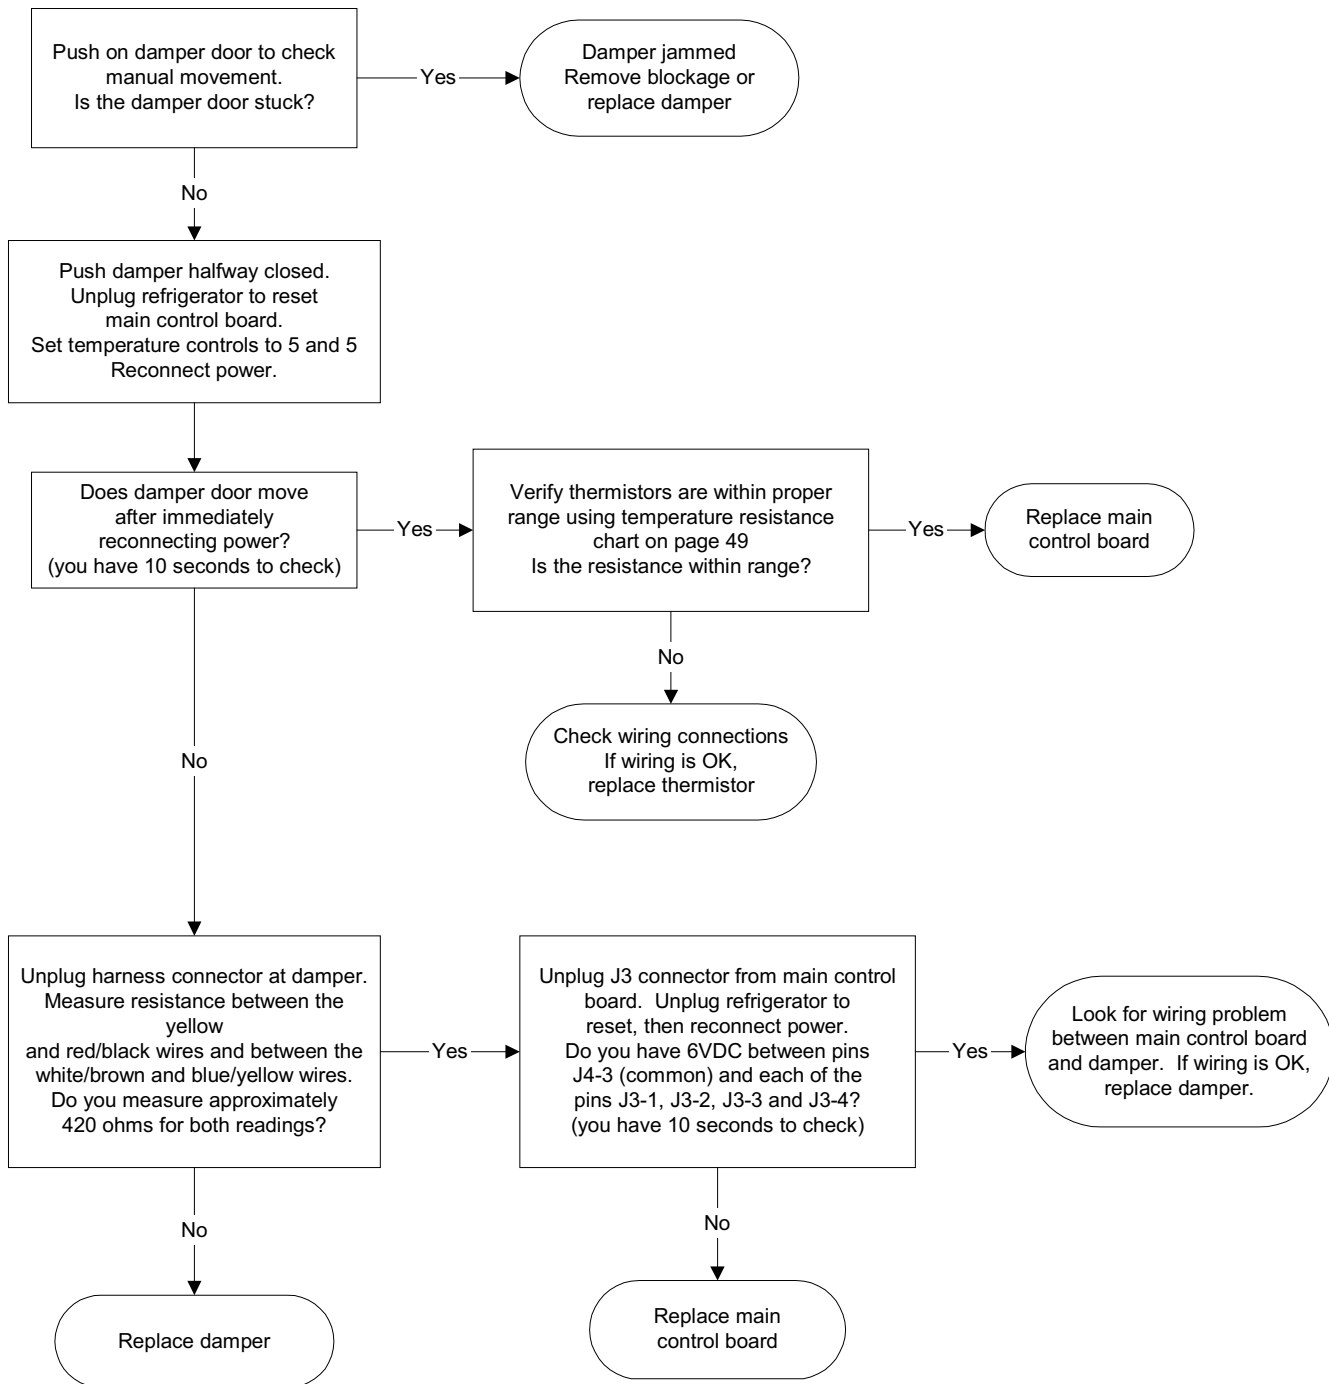 Push on damper door to check
manual movement.
Is the damper door stuck?
Yes
Damper jammed
Remove blockage or
replace damper
No
Push damper halfway closed.
Unplug refrigerator to reset
main control board.
Set temperature controls to 5 and 5
Reconnect power.
Does damper door move
after immediately
reconnecting power?
(you have 10 seconds to check)
Yes
Verify thermistors are within proper
range using temperature resistance
chart on page 49
Is the resistance within range?
Yes
Replace main
control board
No
Check wiring connections
If wiring is OK,
replace thermistor
No
Unplug harness connector at damper.
Measure resistance between the
yellow
and red/black wires and between the
white/brown and blue/yellow wires.
Do you measure approximately
420 ohms for both readings?
Yes
Unplug J3 connector from main control
board.  Unplug refrigerator to
reset, then reconnect power.
Do you have 6VDC between pins
J4-3 (common) and each of the
pins J3-1, J3-2, J3-3 and J3-4?
(you have 10 seconds to check)
Yes
Look for wiring problem
between main control board
and damper.  If wiring is OK,
replace damper.
No
Replace damper
No
Replace main
control board